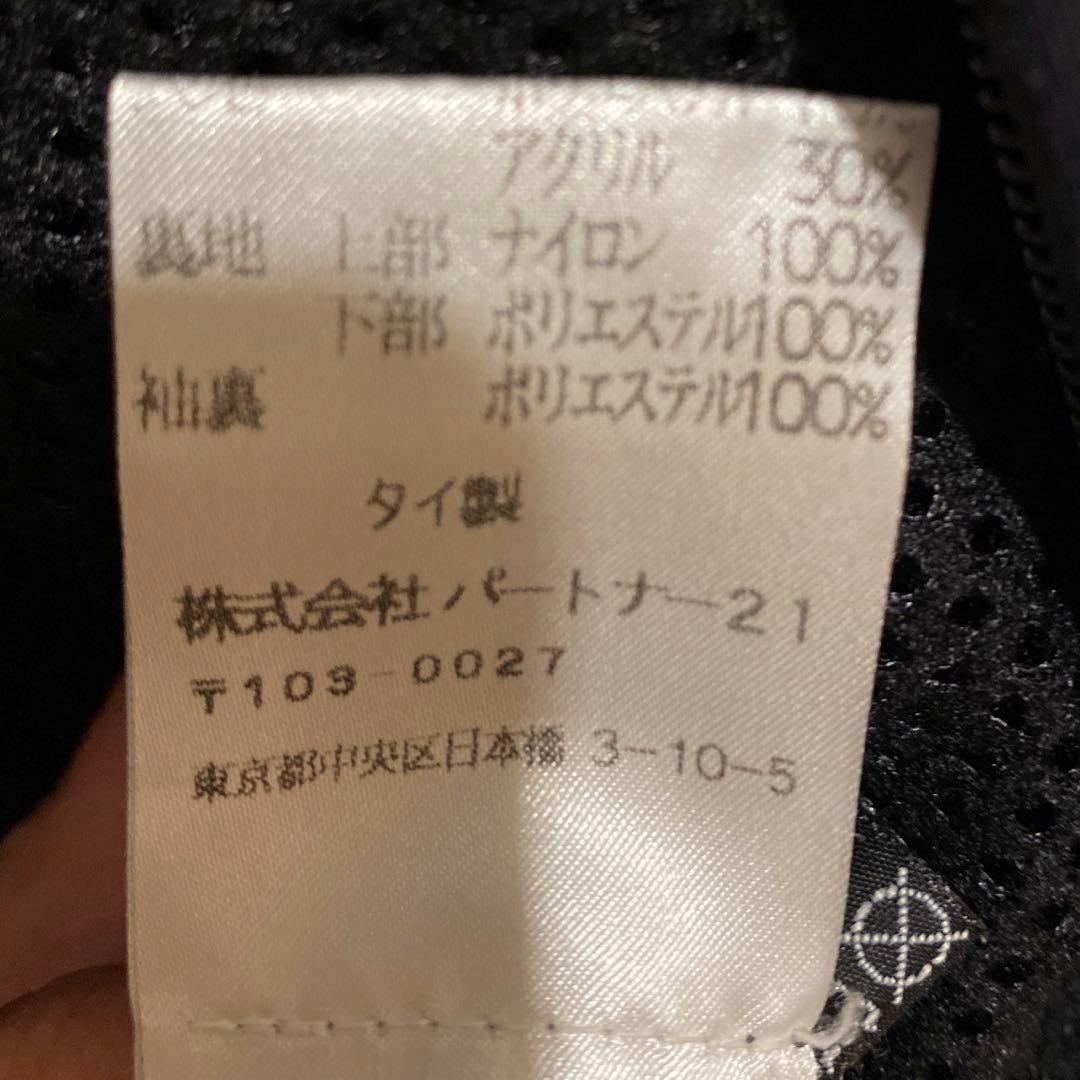 アクリル 30%
裏地 上部 ナイロン 100%
下部 ポリエステル100%
袖裏 ポリエステル100%
タイ製
株式会社パートナー21
〒103-0027
東京都中央区日本橋 3-10-5